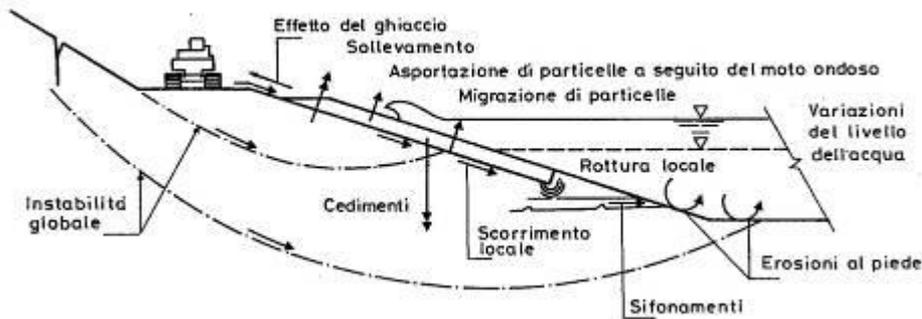 Effetto del ghiaccio
Sollevamento
Asportazione di particelle a seguito del moto ondoso
Migrazione di particelle
Variazioni
del livello
dell'acqua
Rottura locale
Instabilità
globale
Cedimenti
Scorrimento
locale
Erosioni al piede
Sifonamenti